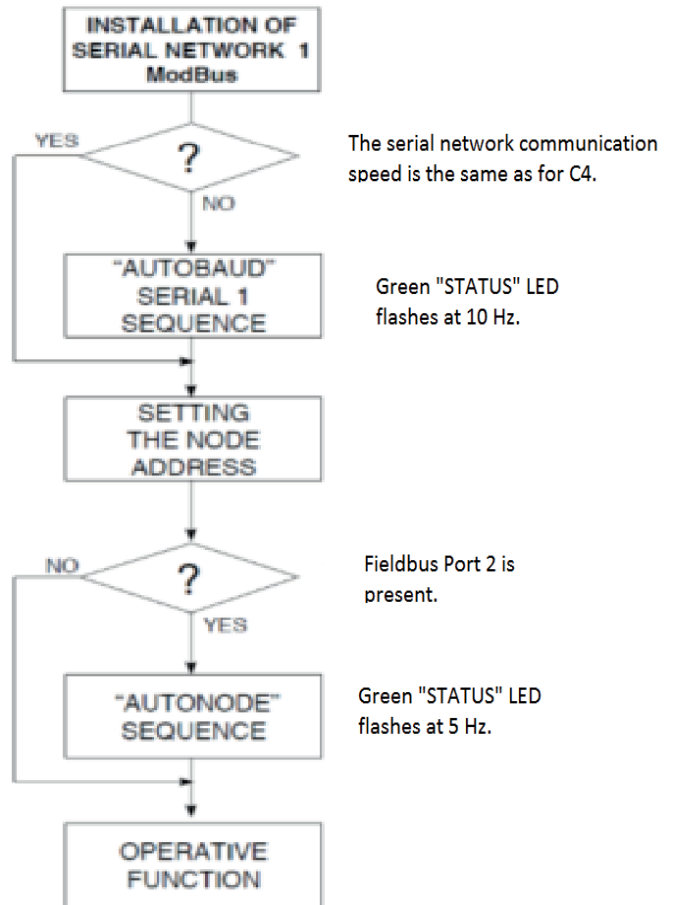 INSTALLATION OF
SERIAL NETWORK 1
ModBus
YES
?
The serial network communication
speed is the same as for C4.
NO
"AUTOBAUD"
SERIAL 1
SEQUENCE
Green "STATUS" LED
flashes at 10 Hz.
SETTING
THE NODE
ADDRESS
NO
?
Fieldbus Port 2 is
present.
YES
"AUTONODE"
SEQUENCE
Green "STATUS" LED
flashes at 5 Hz.
OPERATIVE
FUNCTION